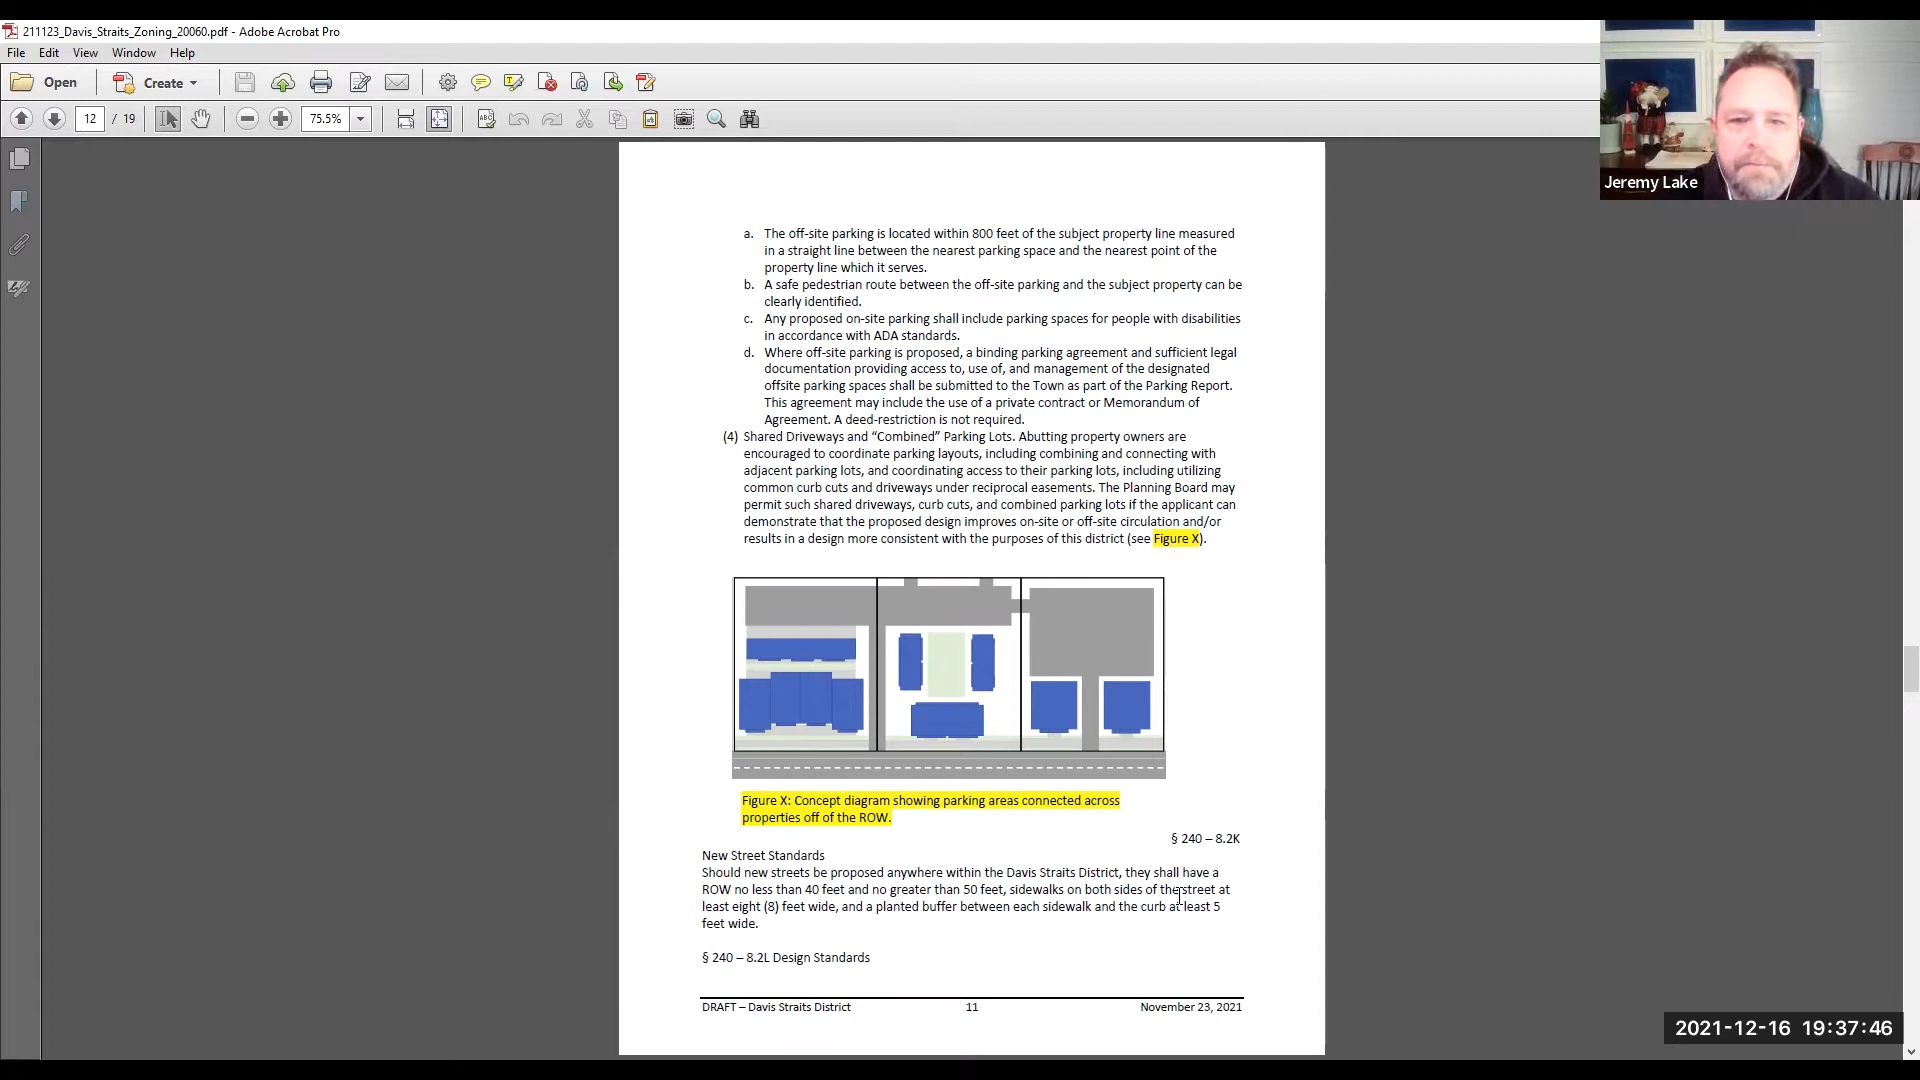 211123_Davis_Straits_Zoning_20060.pdf - Adobe Acrobat Pro
File Edit View Window Help
Open Create
12 / 19 75.5%
Jeremy Lake
a. The off-site parking is located within 800 feet of the subject property line measured
in a straight line between the nearest parking space and the nearest point of the
property line which it serves.
b. A safe pedestrian route between the off-site parking and the subject property can be
clearly identified.
c. Any proposed on-site parking shall include parking spaces for people with disabilities
in accordance with ADA standards.
d. Where off-site parking is proposed, a binding parking agreement and sufficient legal
documentation providing access to, use of, and management of the designated
offsite parking spaces shall be submitted to the Town as part of the Parking Report.
This agreement may include the use of a private contract or Memorandum of
Agreement. A deed-restriction is not required.
(4) Shared Driveways and “Combined” Parking Lots. Abutting property owners are
encouraged to coordinate parking layouts, including combining and connecting with
adjacent parking lots, and coordinating access to their parking lots, including utilizing
common curb cuts and driveways under reciprocal easements. The Planning Board may
permit such shared driveways, curb cuts, and combined parking lots if the applicant can
demonstrate that the proposed design improves on-site or off-site circulation and/or
results in a design more consistent with the purposes of this district (see Figure X).
Figure X: Concept diagram showing parking areas connected across
properties off of the ROW.
§ 240 – 8.2K
New Street Standards
Should new streets be proposed anywhere within the Davis Straits District, they shall have a
ROW no less than 40 feet and no greater than 50 feet, sidewalks on both sides of the street at
least eight (8) feet wide, and a planted buffer between each sidewalk and the curb at least 5
feet wide.
§ 240 – 8.2L Design Standards
DRAFT – Davis Straits District 11 November 23, 2021
2021-12-16 19:37:46